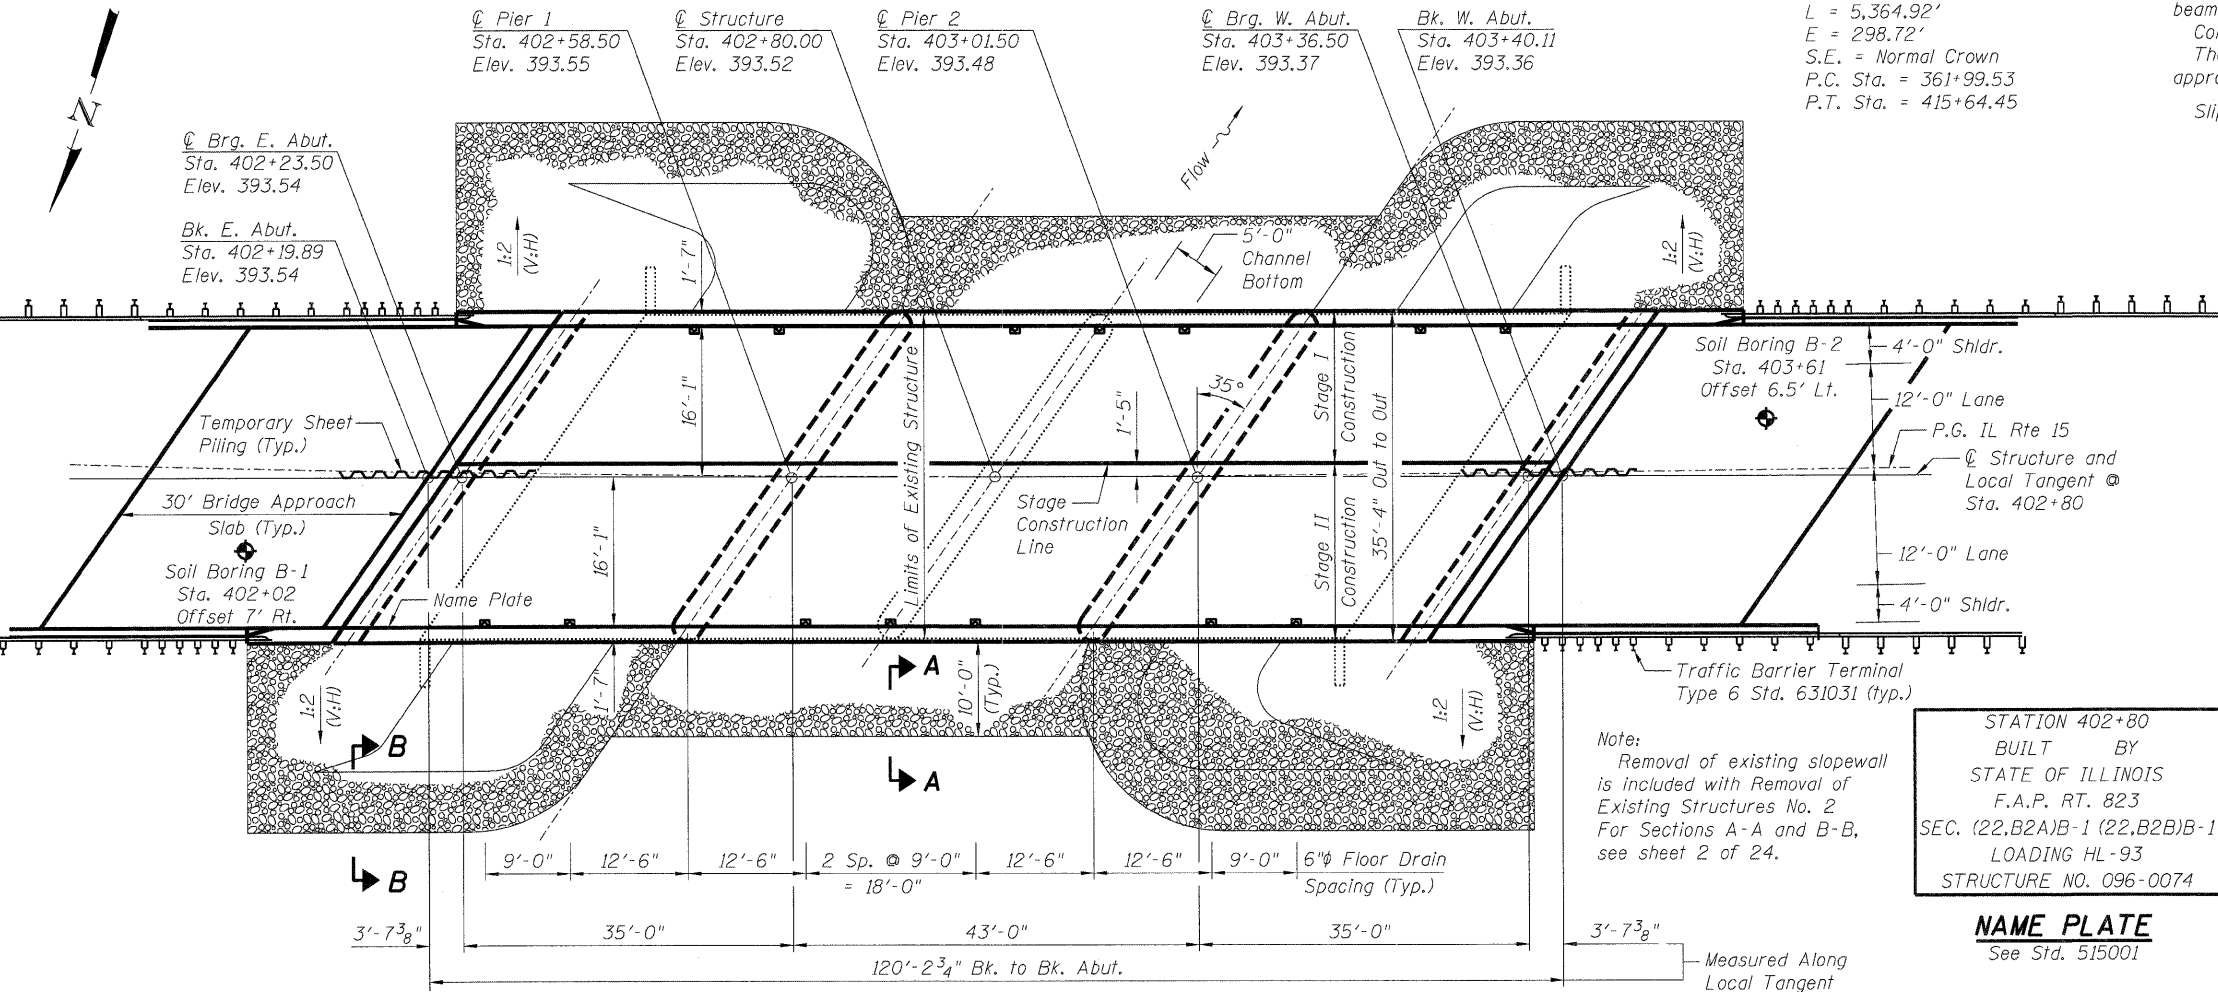 ℄ Pier 1
Sta. 402+58.50
Elev. 393.55
℄ Structure
Sta. 402+80.00
Elev. 393.52
℄ Pier 2
Sta. 403+01.50
Elev. 393.48
℄ Brg. W. Abut.
Sta. 403+36.50
Elev. 393.37
Bk. W. Abut.
Sta. 403+40.11
Elev. 393.36
L = 5,364.92'
E = 298.72'
S.E. = Normal Crown
P.C. Sta. = 361+99.53
P.T. Sta. = 415+64.45
beam
Th
appro
N
℄ Brg. E. Abut.
Sta. 402+23.50
Elev. 393.54
Bk. E. Abut.
Sta. 402+19.89
Elev. 393.54
Flow
1:2
(V:H)
1'-7"
5'-0"
Channel
Bottom
1:2
(V:H)
Temporary Sheet
Piling (Typ.)
16'-1"
Limits of Existing Structure
1'-5"
35°
Stage I
Construction
35'-4" Out to Out
Soil Boring B-2
Sta. 403+61
Offset 6.5' Lt.
4'-0" Shldr.
12'-0" Lane
P.G. IL Rte 15
℄ Structure and
Local Tangent @
Sta. 402+80
30' Bridge Approach
Slab (Typ.)
Stage
Construction
Line
Stage II
Construction
12'-0" Lane
Soil Boring B-1
Sta. 402+02
Offset 7' Rt.
Name Plate
16'-1"
4'-0" Shldr.
1:2
(V:H)
1'-7"
A
10'-0"
(Typ.)
1:2
(V:H)
Traffic Barrier Terminal
Type 6 Std. 631031 (typ.)
B
A
Note:
Removal of existing slopewall
is included with Removal of
Existing Structures No. 2
For Sections A-A and B-B,
see sheet 2 of 24.
STATION 402+80
BUILT BY
STATE OF ILLINOIS
F.A.P. RT. 823
SEC. (22,B2A)B-1 (22,B2B)B-1
LOADING HL-93
STRUCTURE NO. 096-0074
NAME PLATE
See Std. 515001
B
9'-0"
12'-6"
12'-6"
2 Sp. @ 9'-0"
= 18'-0"
12'-6"
12'-6"
9'-0"
6"ϕ Floor Drain
Spacing (Typ.)
3'-7 3/8"
35'-0"
43'-0"
35'-0"
3'-7 3/8"
120'-2 3/4" Bk. to Bk. Abut.
Measured Along
Local Tangent